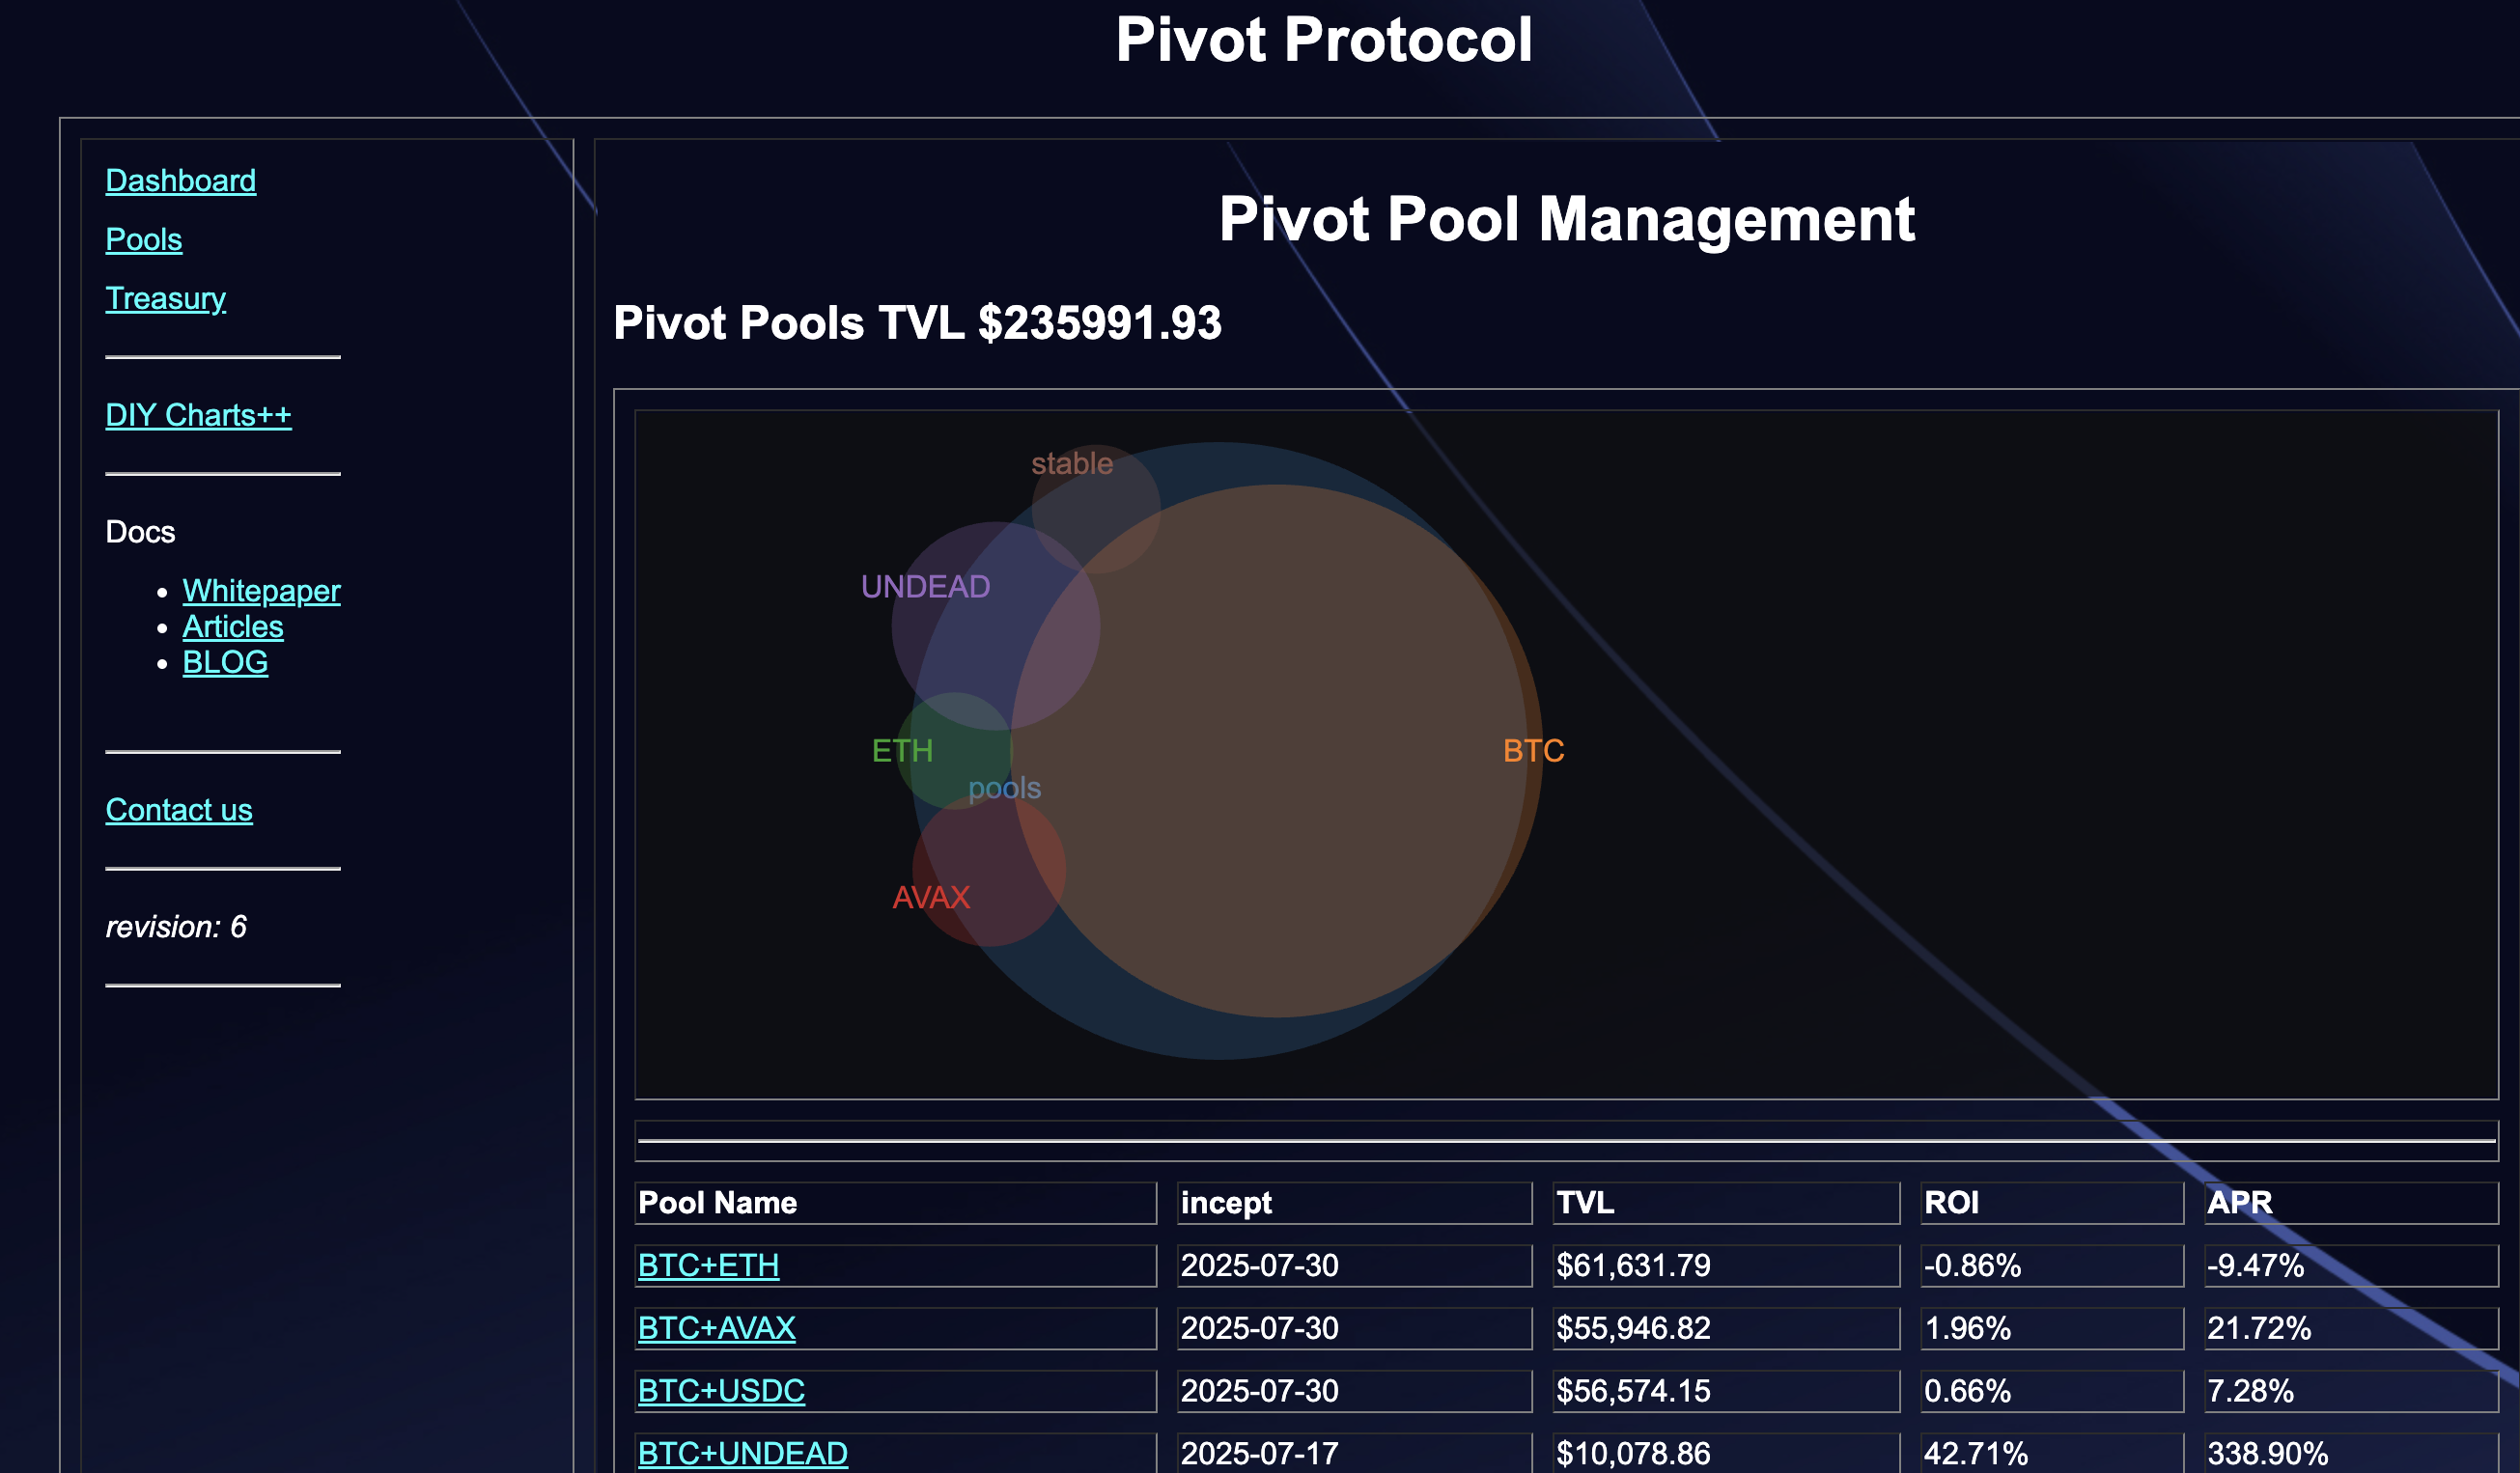 Pivot Protocol
Dashboard
Pools
Treasury
DIY Charts++
Docs
Whitepaper
Articles
BLOG
Contact us
revision: 6
Pivot Pool Management
Pivot Pools TVL $235991.93
stable
UNDEAD
ETH
BTC
pools
AVAX
Pool Name incept TVL ROI APR
BTC+ETH 2025-07-30 $61,631.79 -0.86% -9.47%
BTC+AVAX 2025-07-30 $55,946.82 1.96% 21.72%
BTC+USDC 2025-07-30 $56,574.15 0.66% 7.28%
BTC+UNDEAD 2025-07-17 $10,078.86 42.71% 338.90%